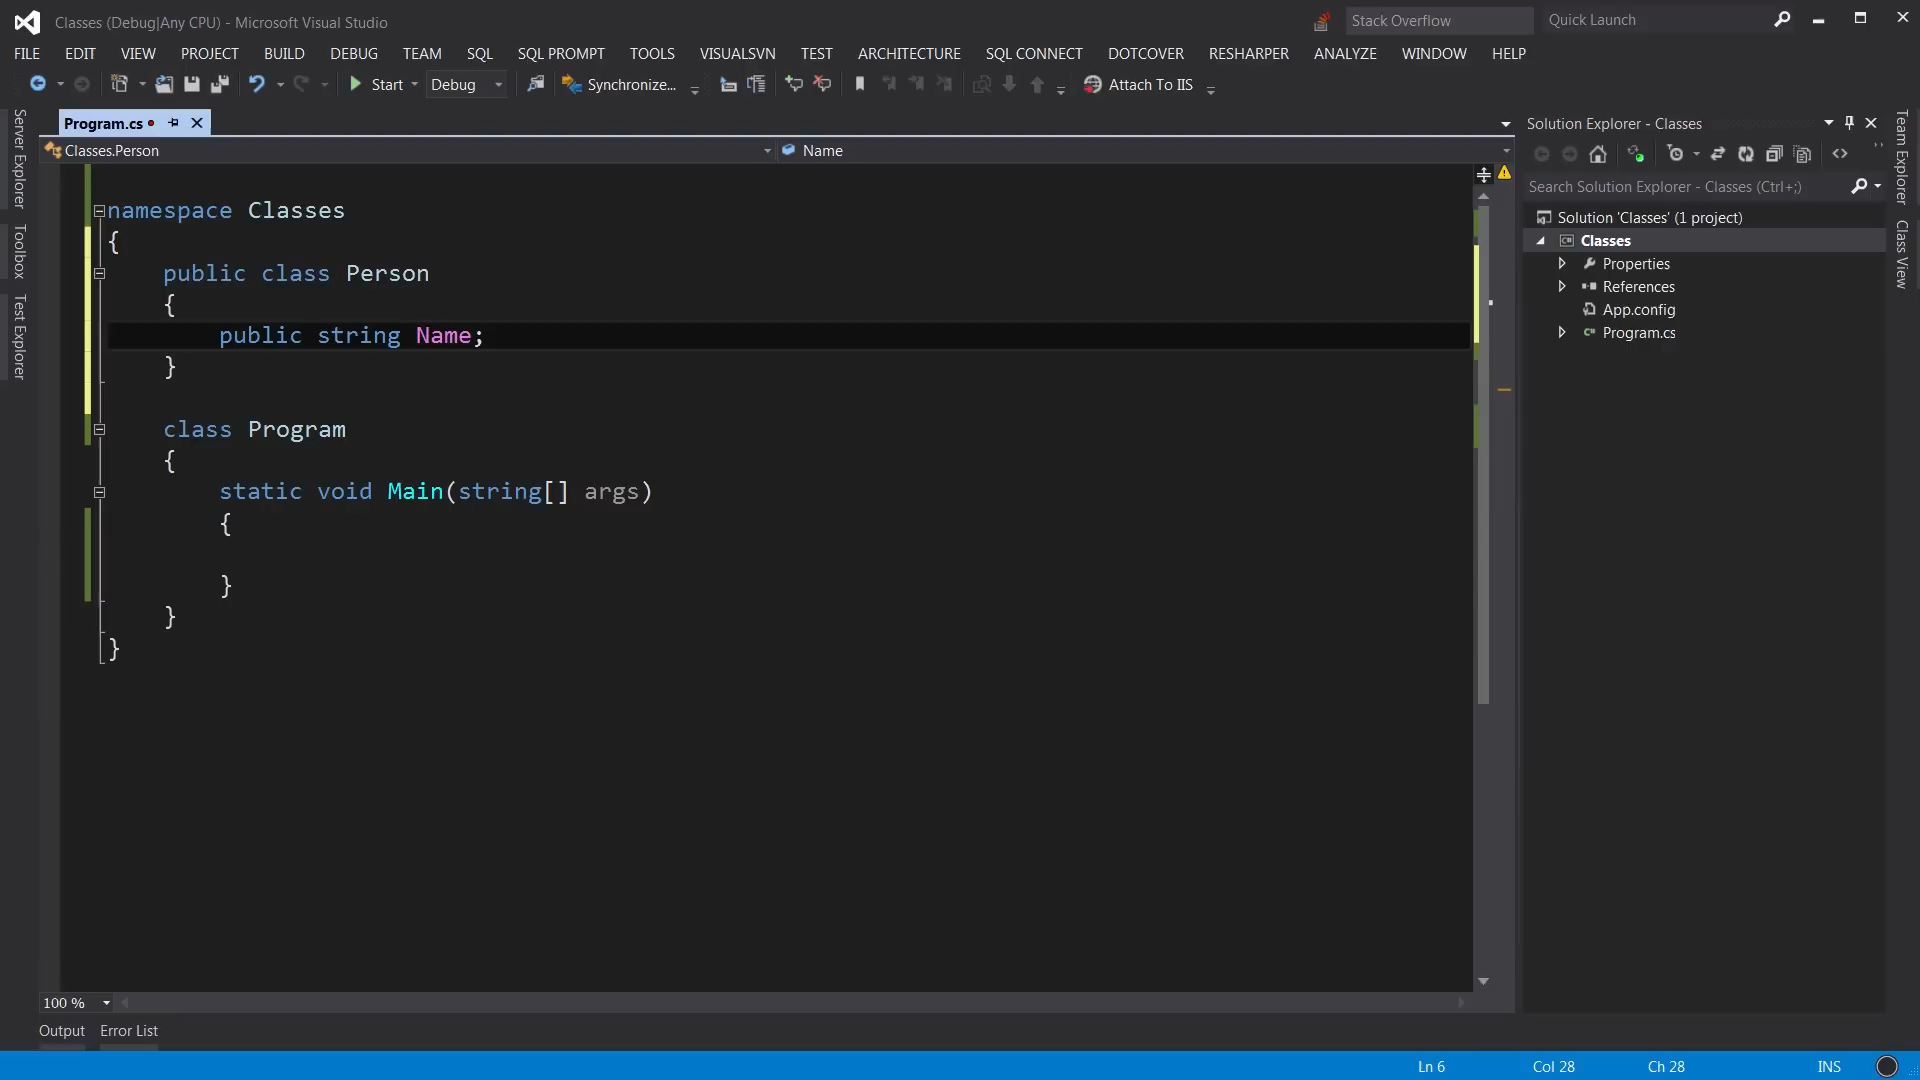 Classes (Debug|Any CPU) - Microsoft Visual Studio
Stack Overflow
Quick Launch
FILE EDIT VIEW PROJECT BUILD DEBUG TEAM SQL SQL PROMPT TOOLS VISUALSVN TEST ARCHITECTURE SQL CONNECT DOTCOVER RESHARPER ANALYZE WINDOW HELP
Start Debug Synchronize... Attach To IIS
Server Explorer
Toolbox
Test Explorer
Program.cs
Classes.Person
Name
namespace Classes
{
public class Person
{
public string Name;
}
class Program
{
static void Main(string[] args)
{
}
}
}
100 %
Output Error List
Solution Explorer - Classes
Search Solution Explorer - Classes (Ctrl+;)
Solution 'Classes' (1 project)
Classes
Properties
References
App.config
Program.cs
Team Explorer
Class View
Ln 6 Col 28 Ch 28 INS